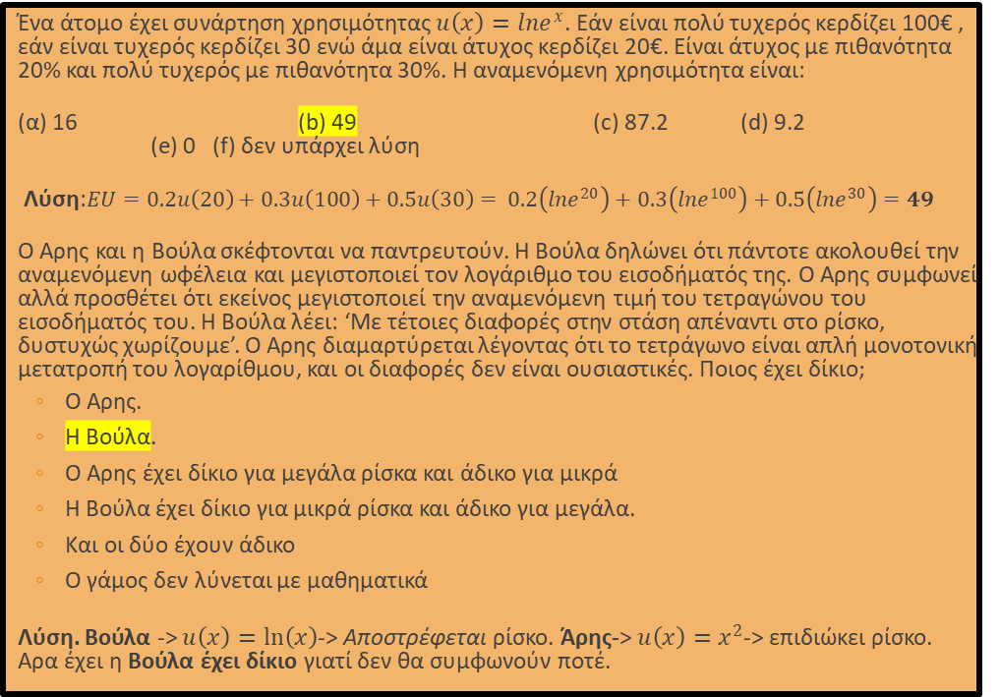 Ένα άτομο έχει συνάρτηση χρησιμότητας u(x) = lne^x. Εάν είναι πολύ τυχερός κερδίζει 100€ ,
εάν είναι τυχερός κερδίζει 30 ενώ άμα είναι άτυχος κερδίζει 20€. Είναι άτυχος με πιθανότητα
20% και πολύ τυχερός με πιθανότητα 30%. Η αναμενόμενη χρησιμότητα είναι:
(α) 16 (b) 49 (c) 87.2 (d) 9.2
(e) 0 (f) δεν υπάρχει λύση
Λύση:EU = 0.2u(20) + 0.3u(100) + 0.5u(30) = 0.2(lne^20) + 0.3(lne^100) + 0.5(lne^30) = 49
Ο Αρης και η Βούλα σκέφτονται να παντρευτούν. Η Βούλα δηλώνει ότι πάντοτε ακολουθεί την
αναμενόμενη ωφέλεια και μεγιστοποιεί τον λογάριθμο του εισοδήματός της. Ο Αρης συμφωνεί
αλλά προσθέτει ότι εκείνος μεγιστοποιεί την αναμενόμενη τιμή του τετραγώνου του
εισοδήματός του. Η Βούλα λέει: ‘Με τέτοιες διαφορές στην στάση απέναντι στο ρίσκο,
δυστυχώς χωρίζουμε’. Ο Αρης διαμαρτύρεται λέγοντας ότι το τετράγωνο είναι απλή μονοτονική
μετατροπή του λογαρίθμου, και οι διαφορές δεν είναι ουσιαστικές. Ποιος έχει δίκιο;
◦ Ο Αρης.
◦ Η Βούλα.
◦ Ο Αρης έχει δίκιο για μεγάλα ρίσκα και άδικο για μικρά
◦ Η Βούλα έχει δίκιο για μικρά ρίσκα και άδικο για μεγάλα.
◦ Και οι δύο έχουν άδικο
◦ Ο γάμος δεν λύνεται με μαθηματικά
Λύση. Βούλα -> u(x) = ln(x)-> Αποστρέφεται ρίσκο. Άρης-> u(x) = x²-> επιδιώκει ρίσκο.
Αρα έχει η Βούλα έχει δίκιο γιατί δεν θα συμφωνούν ποτέ.